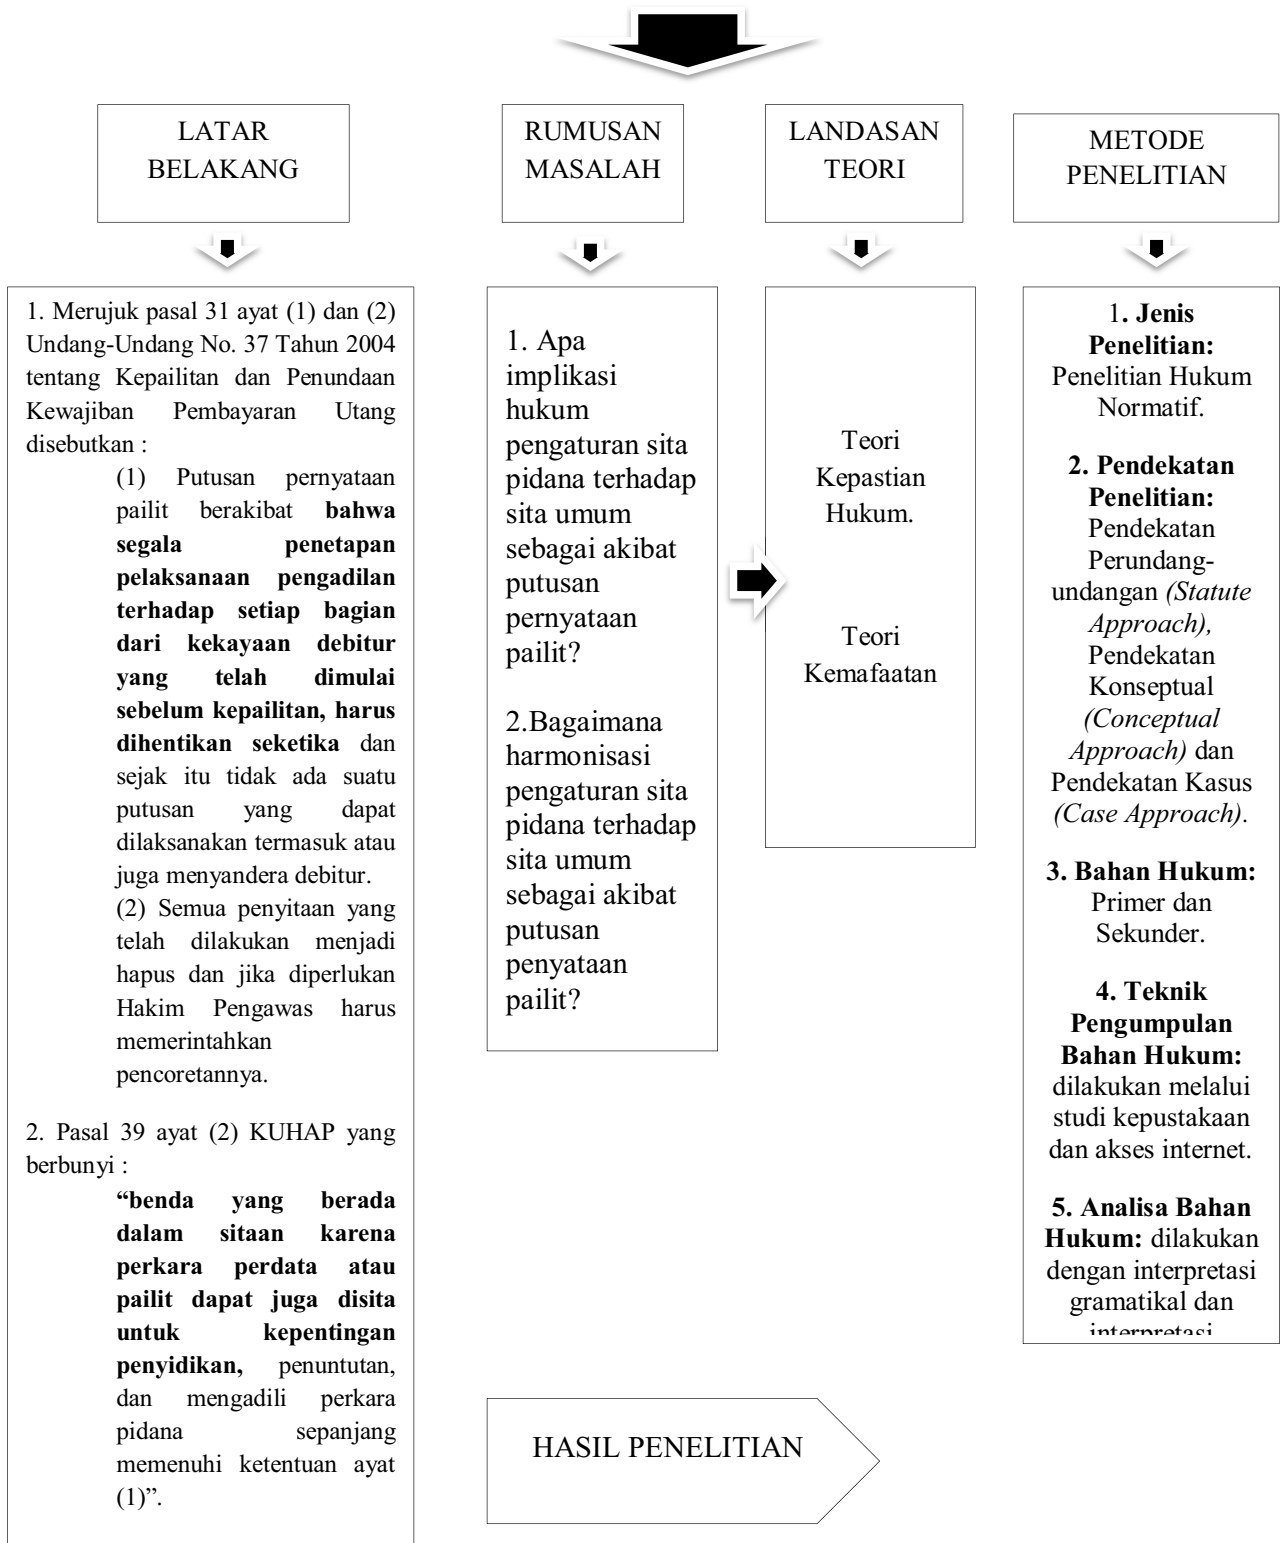 LATAR
BELAKANG
RUMUSAN
MASALAH
LANDASAN
TEORI
METODE
PENELITIAN
1. Merujuk pasal 31 ayat (1) dan (2)
Undang-Undang No. 37 Tahun 2004
tentang Kepailitan dan Penundaan
Kewajiban Pembayaran Utang
disebutkan :
(1) Putusan pernyataan
pailit berakibat bahwa
segala penetapan
pelaksanaan pengadilan
terhadap setiap bagian
dari kekayaan debitur
yang telah dimulai
sebelum kepailitan, harus
dihentikan seketika dan
sejak itu tidak ada suatu
putusan yang dapat
dilaksanakan termasuk atau
juga menyandera debitur.
(2) Semua penyitaan yang
telah dilakukan menjadi
hapus dan jika diperlukan
Hakim Pengawas harus
memerintahkan
pencoretannya.
2. Pasal 39 ayat (2) KUHAP yang
berbunyi :
“benda yang berada
dalam sitaan karena
perkara perdata atau
pailit dapat juga disita
untuk kepentingan
penyidikan, penuntutan,
dan mengadili perkara
pidana sepanjang
memenuhi ketentuan ayat
(1)”.
1. Apa
implikasi
hukum
pengaturan sita
pidana terhadap
sita umum
sebagai akibat
putusan
pernyataan
pailit?
2.Bagaimana
harmonisasi
pengaturan sita
pidana terhadap
sita umum
sebagai akibat
putusan
penyataan
pailit?
Teori
Kepastian
Hukum.
Teori
Kemafaatan
1. Jenis
Penelitian:
Penelitian Hukum
Normatif.
2. Pendekatan
Penelitian:
Pendekatan
Perundang-
undangan (Statute
Approach),
Pendekatan
Konseptual
(Conceptual
Approach) dan
Pendekatan Kasus
(Case Approach).
3. Bahan Hukum:
Primer dan
Sekunder.
4. Teknik
Pengumpulan
Bahan Hukum:
dilakukan melalui
studi kepustakaan
dan akses internet.
5. Analisa Bahan
Hukum: dilakukan
dengan interpretasi
gramatikal dan
interpretasi
HASIL PENELITIAN